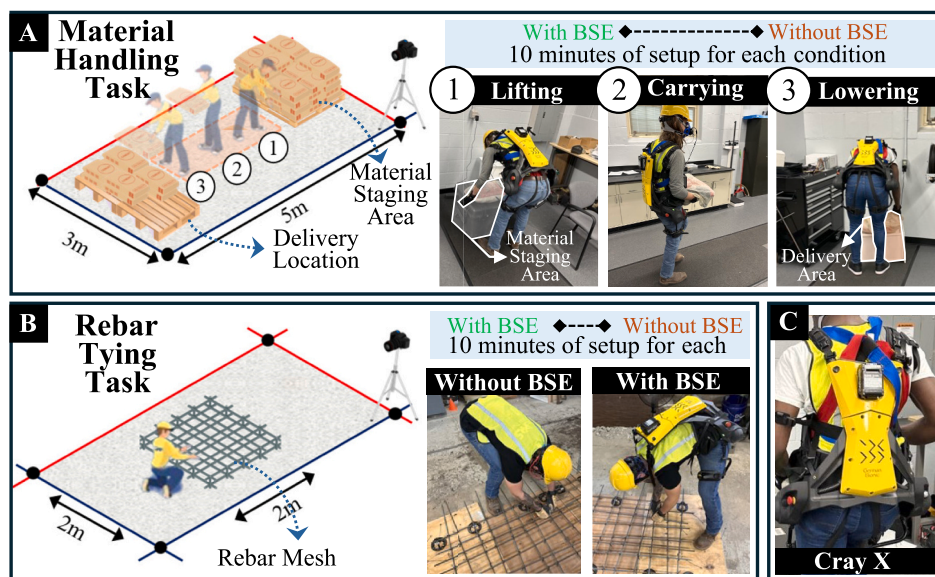 A
Material
Handling
Task
1
2
3
Material
Staging
Area
5m
3m
Delivery
Location
With BSE Without BSE
10 minutes of setup for each condition
1 Lifting
2 Carrying
3 Lowering
Material
Staging
Area
Delivery
Area
B
Rebar
Tying
Task
2m
2m
Rebar Mesh
With BSE Without BSE
10 minutes of setup for each
Without BSE
With BSE
C
German
Bionic
Cray X